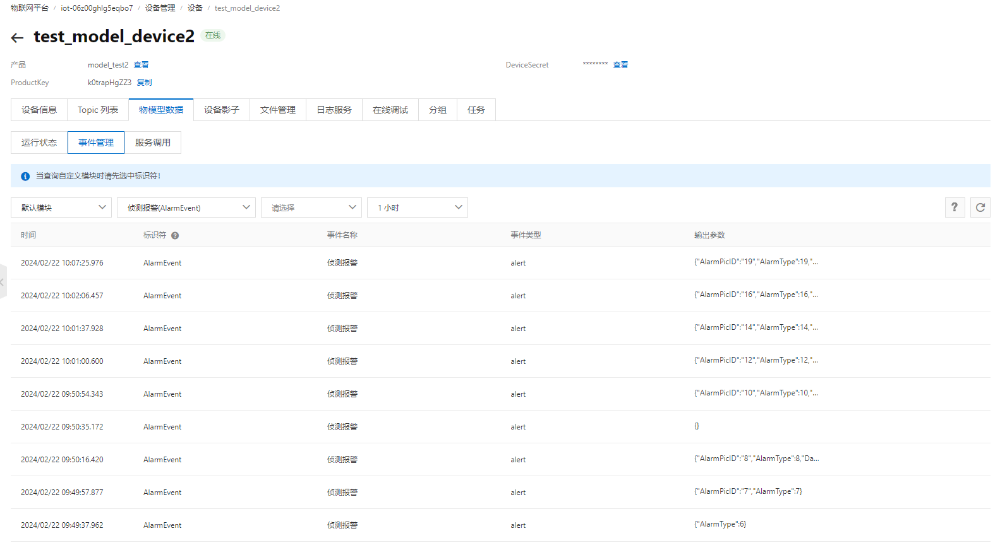 物联网平台 / iot-06z00ghlg5eqbo7 / 设备管理 / 设备 / test_model_device2
test_model_device2 在线
产品 model_test2 查看 DeviceSecret ******** 查看
ProductKey k0trapHgZZ3 复制
设备信息 Topic 列表 物模型数据 设备影子 文件管理 日志服务 在线调试 分组 任务
运行状态 事件管理 服务调用
当查询自定义模块时请先选中标识符!
默认模块 侦测报警(AlarmEvent) 请选择 1 小时 ?
时间 标识符 ? 事件名称 事件类型 输出参数
2024/02/22 10:07:25.976 AlarmEvent 侦测报警 alert {"AlarmPicID":"19","AlarmType":19,"...
2024/02/22 10:02:06.457 AlarmEvent 侦测报警 alert {"AlarmPicID":"16","AlarmType":16,"...
2024/02/22 10:01:37.928 AlarmEvent 侦测报警 alert {"AlarmPicID":"14","AlarmType":14,"...
2024/02/22 10:01:00.600 AlarmEvent 侦测报警 alert {"AlarmPicID":"12","AlarmType":12,"...
2024/02/22 09:50:54.343 AlarmEvent 侦测报警 alert {"AlarmPicID":"10","AlarmType":10,"...
2024/02/22 09:50:35.172 AlarmEvent 侦测报警 alert {}
2024/02/22 09:50:16.420 AlarmEvent 侦测报警 alert {"AlarmPicID":"8","AlarmType":8,"Da...
2024/02/22 09:49:57.877 AlarmEvent 侦测报警 alert {"AlarmPicID":"7","AlarmType":7}
2024/02/22 09:49:37.962 AlarmEvent 侦测报警 alert {"AlarmType":6}